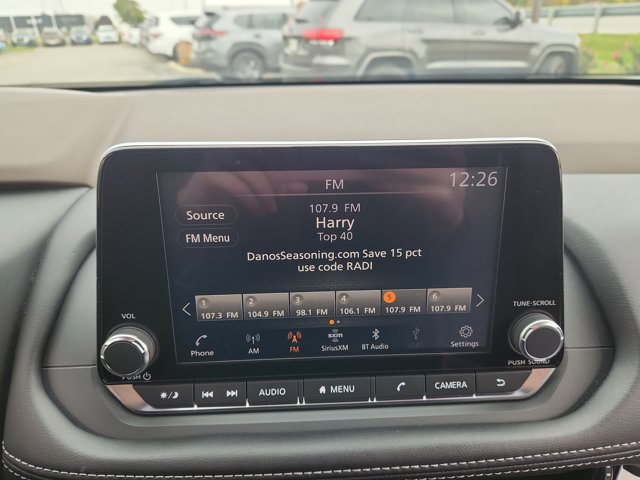 FM
12:26
107.9 FM
Harry
Top 40
Source
FM Menu
DanosSeasoning.com Save 15 pct
use code RADI
1 2 3 4 5 6
107.3 FM 104.9 FM 98.1 FM 106.1 FM 107.9 FM 107.9 FM
Phone AM FM SiriusXM BT Audio USB1 Settings
sxm
VOL
PUSH
TUNE·SCROLL
PUSH SOUND
AUDIO MENU CAMERA